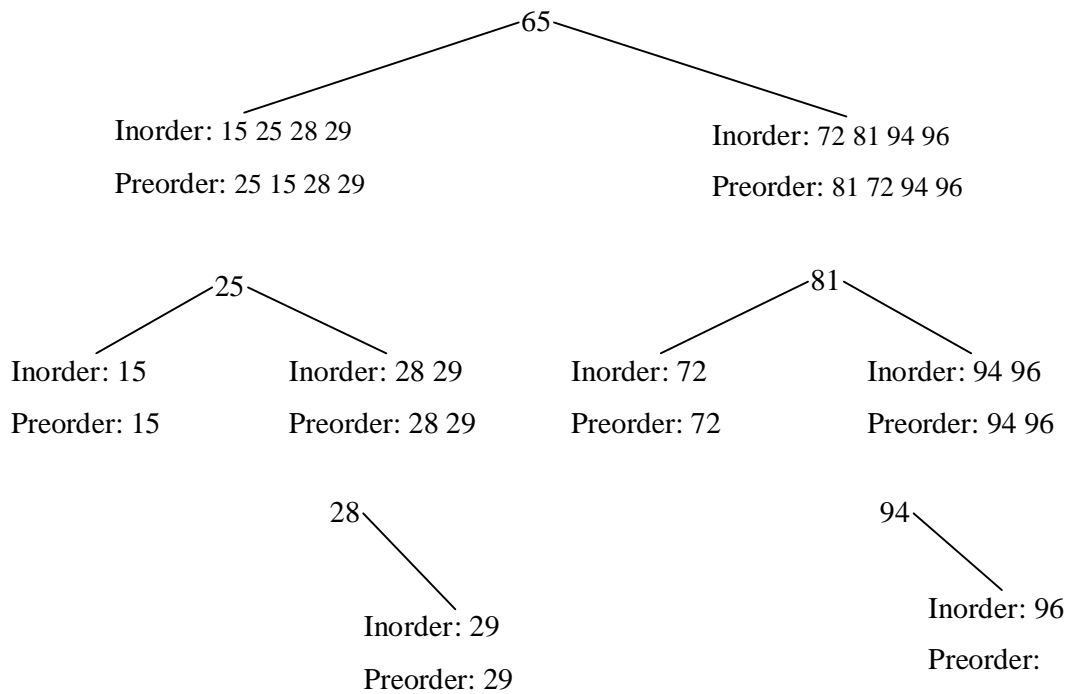 65
Inorder: 15 25 28 29
Preorder: 25 15 28 29
Inorder: 72 81 94 96
Preorder: 81 72 94 96
25
81
Inorder: 15
Preorder: 15
Inorder: 28 29
Preorder: 28 29
Inorder: 72
Preorder: 72
Inorder: 94 96
Preorder: 94 96
28
94
Inorder: 29
Preorder: 29
Inorder: 96
Preorder: